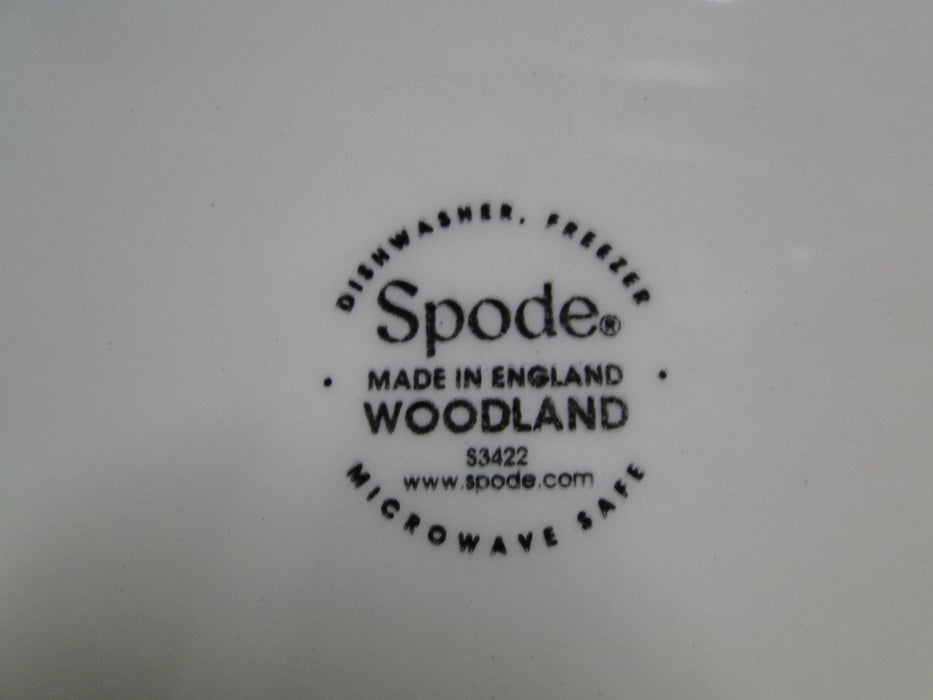 DISHWASHER, FREEZER
Spode®
• MADE IN ENGLAND •
WOODLAND
S3422
www.spode.com
MICROWAVE SAFE